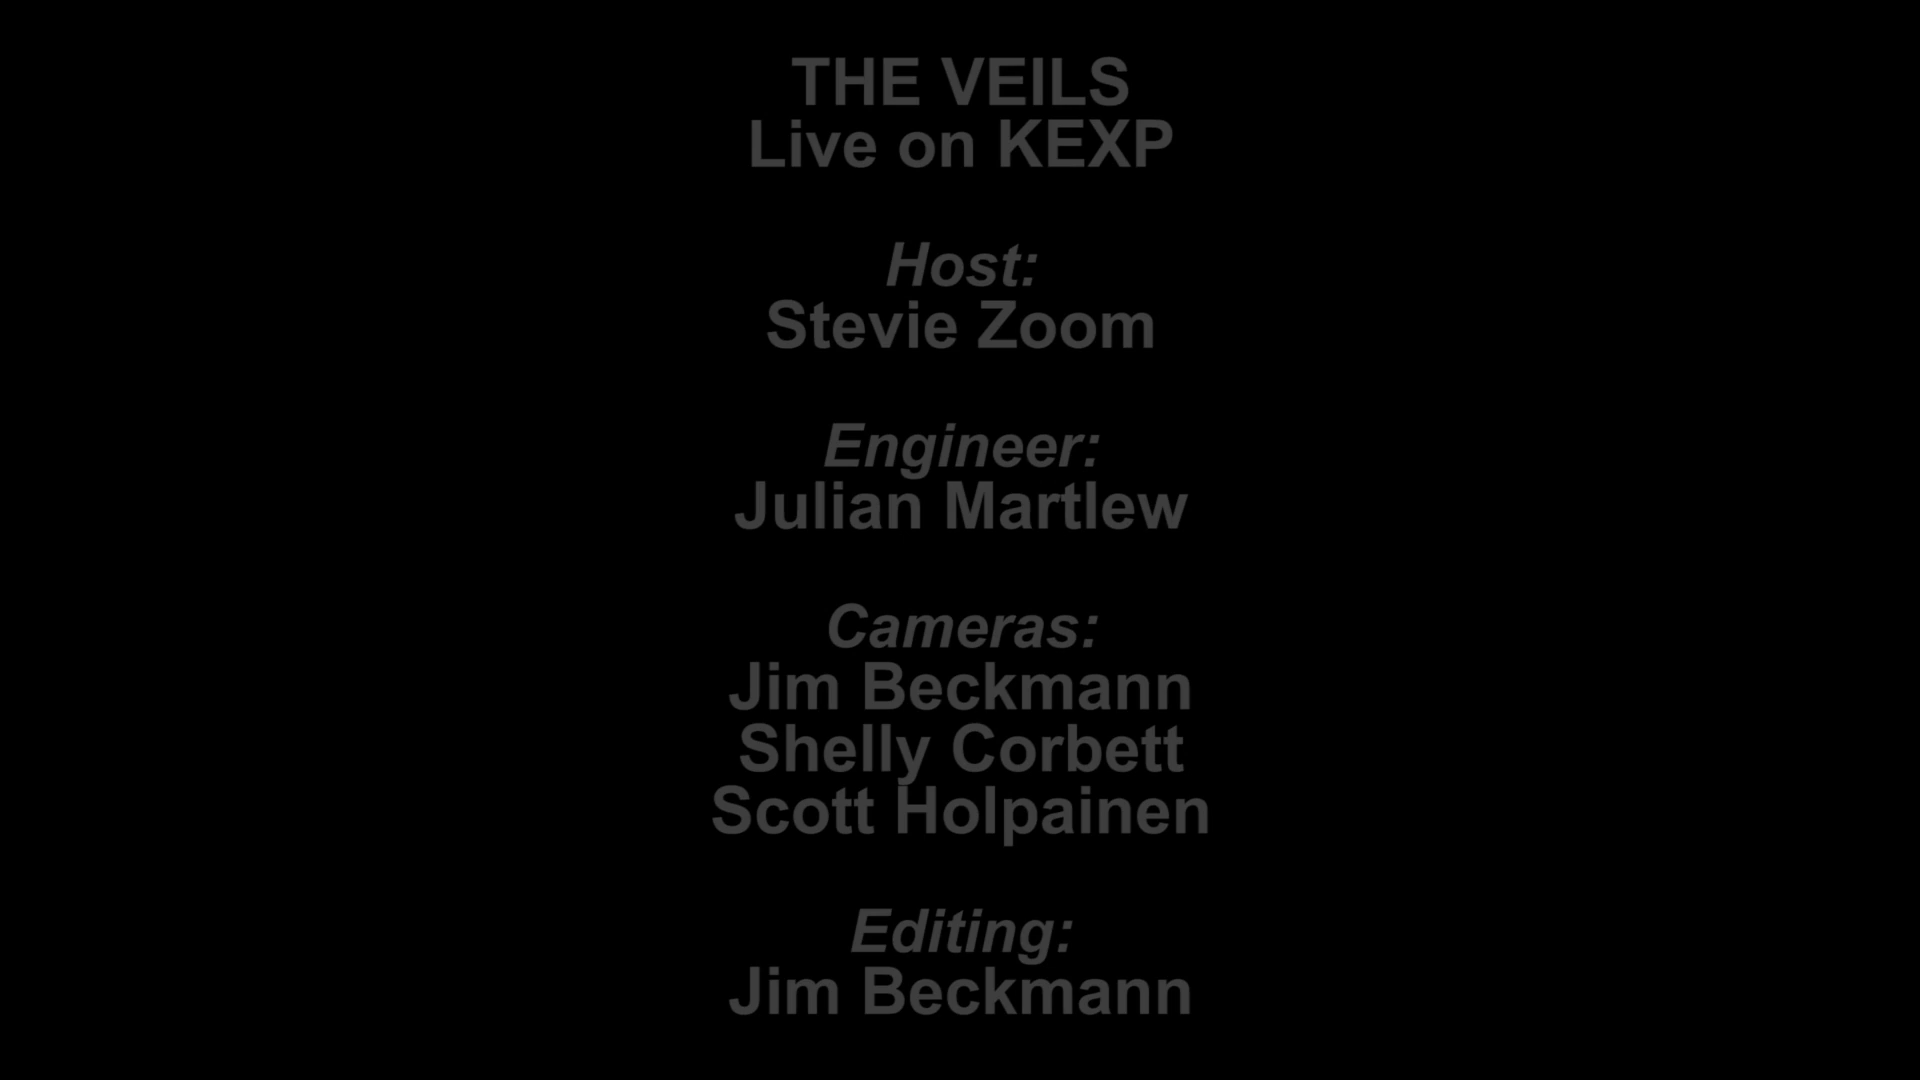 THE VEILS
Live on KEXP
Host:
Stevie Zoom
Engineer:
Julian Martlew
Cameras:
Jim Beckmann
Shelly Corbett
Scott Holpainen
Editing:
Jim Beckmann